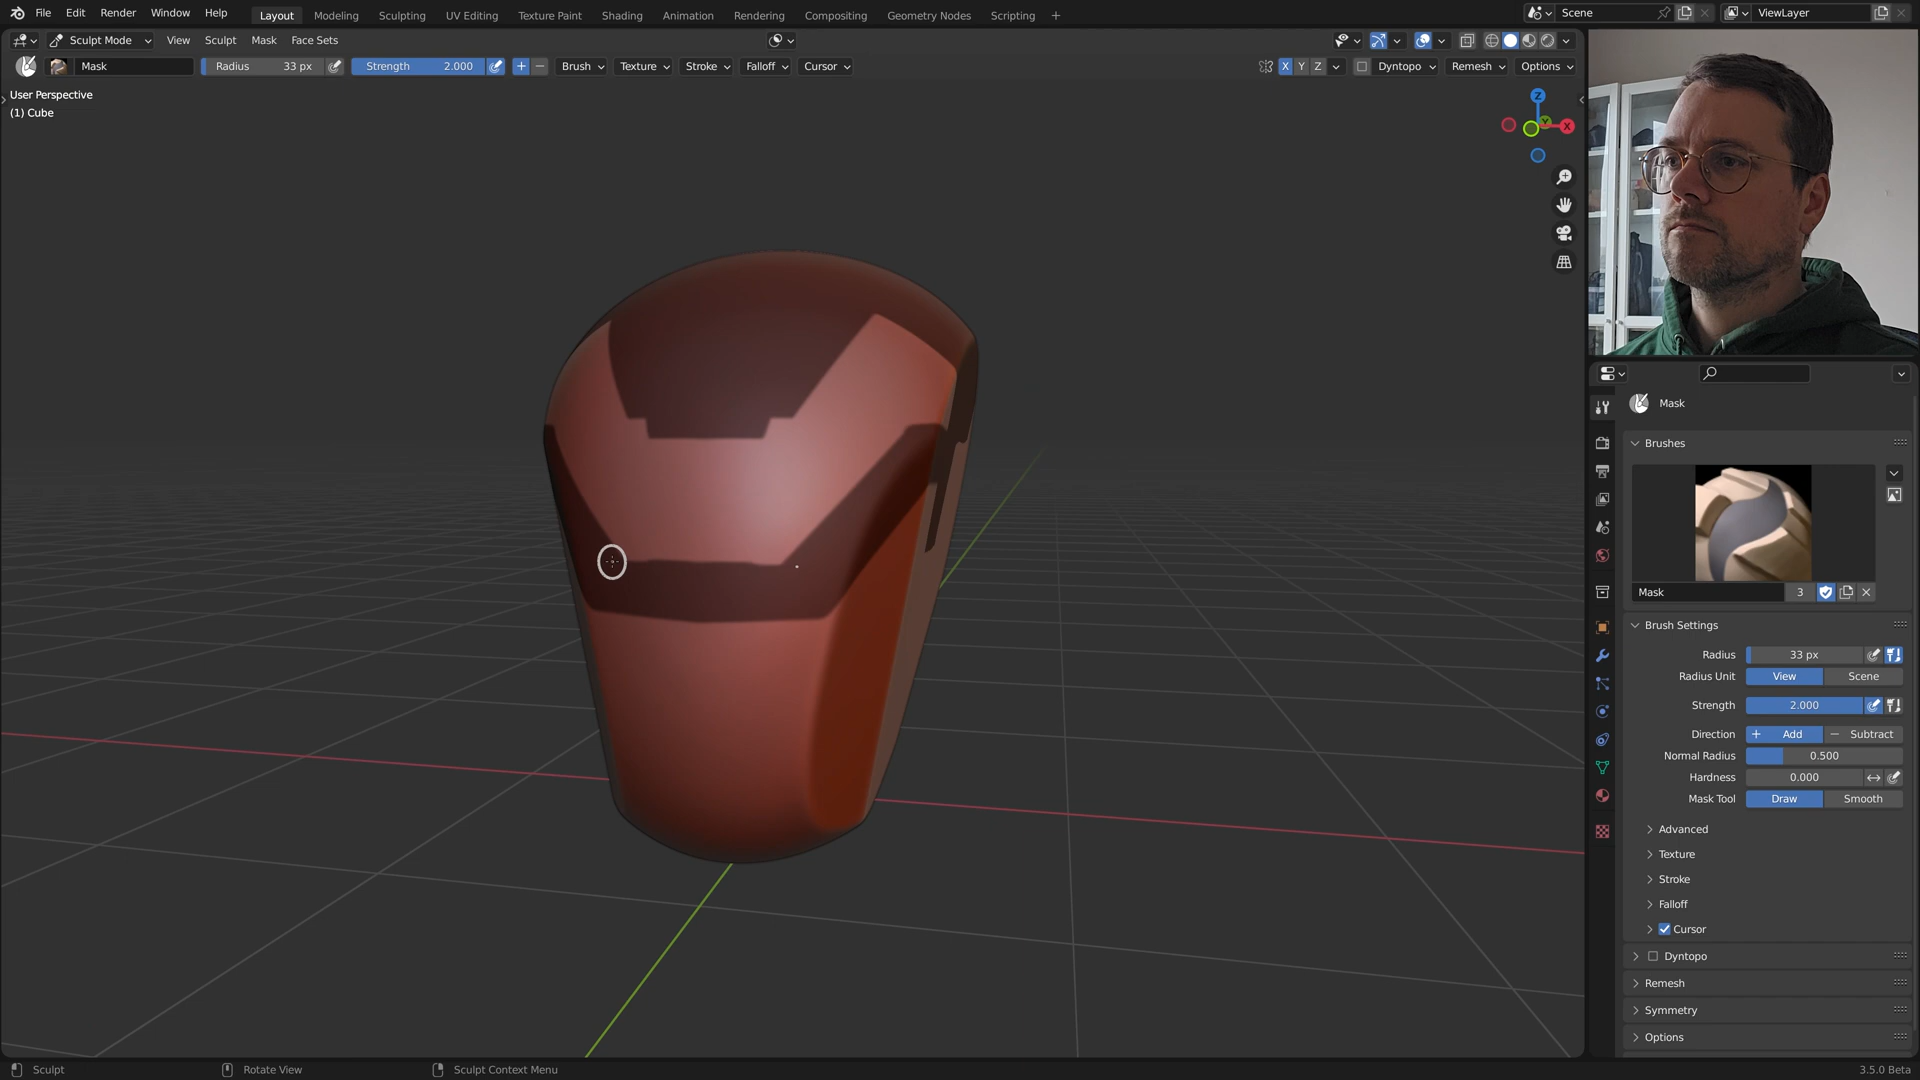 File Edit Render Window Help Layout Modeling Sculpting UV Editing Texture Paint Shading Animation Rendering Compositing Geometry Nodes Scripting + Scene ViewLayer
Sculpt Mode View Sculpt Mask Face Sets
Mask Radius 33 px Strength 2.000 + − Brush Texture Stroke Falloff Cursor X Y Z Dyntopo Remesh Options
User Perspective
(1) Cube
Z
Y
X
Mask
Brushes
Mask 3
Brush Settings
Radius 33 px
Radius Unit View Scene
Strength 2.000
Direction + Add − Subtract
Normal Radius 0.500
Hardness 0.000
Mask Tool Draw Smooth
Advanced
Texture
Stroke
Falloff
Cursor
Dyntopo
Remesh
Symmetry
Options
Sculpt Rotate View Sculpt Context Menu 3.5.0 Beta